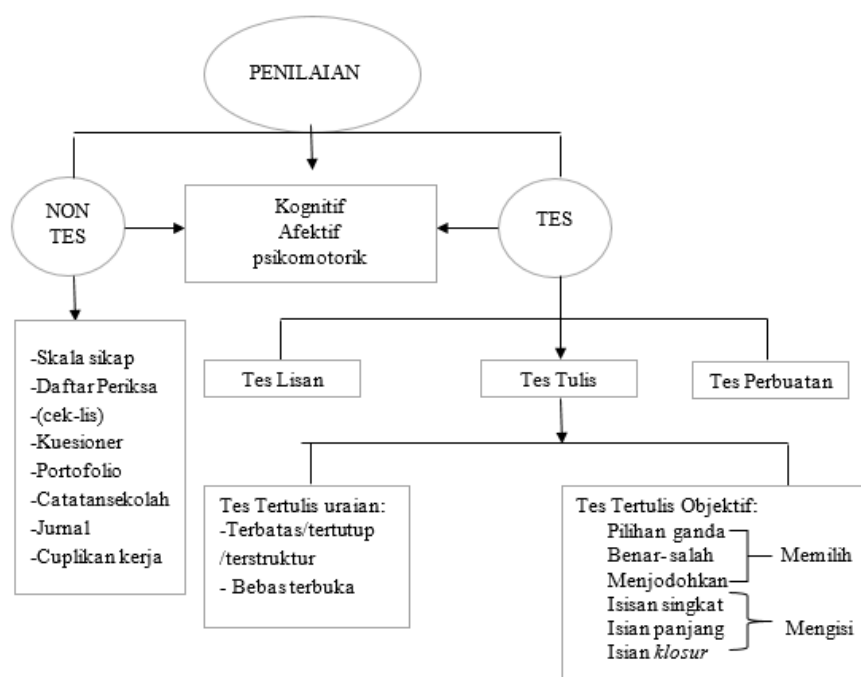 PENILAIAN
NON
TES
Kognitif
Afektif
psikomotorik
TES
-Skala sikap
-Daftar Periksa
-(cek-lis)
-Kuesioner
-Portofolio
-Catatansekolah
-Jurnal
-Cuplikan kerja
Tes Lisan
Tes Tulis
Tes Perbuatan
Tes Tertulis uraian:
-Terbatas/tertutup
/terstruktur
- Bebas terbuka
Tes Tertulis Objektif:
Pilihan ganda
Benar- salah
Menjodohkan
Memilih
Isisan singkat
Isian panjang
Isian klosur
Mengisi